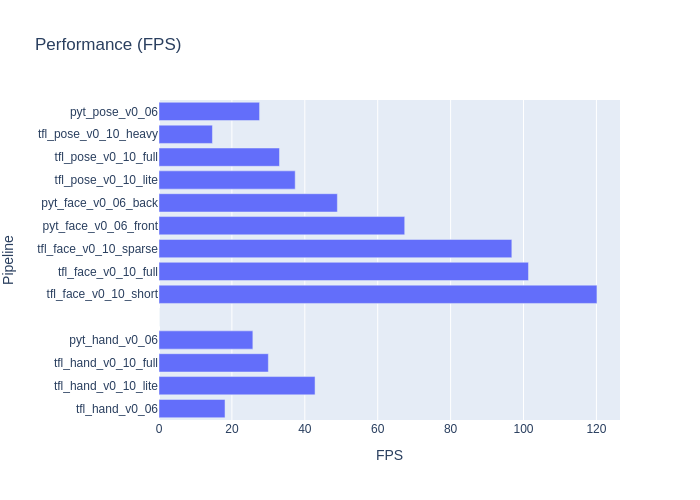 Performance (FPS)
pyt_pose_v0_06
tfl_pose_v0_10_heavy
tfl_pose_v0_10_full
tfl_pose_v0_10_lite
pyt_face_v0_06_back
pyt_face_v0_06_front
tfl_face_v0_10_sparse
tfl_face_v0_10_full
tfl_face_v0_10_short
pyt_hand_v0_06
tfl_hand_v0_10_full
tfl_hand_v0_10_lite
tfl_hand_v0_06
Pipeline
0 20 40 60 80 100 120
FPS